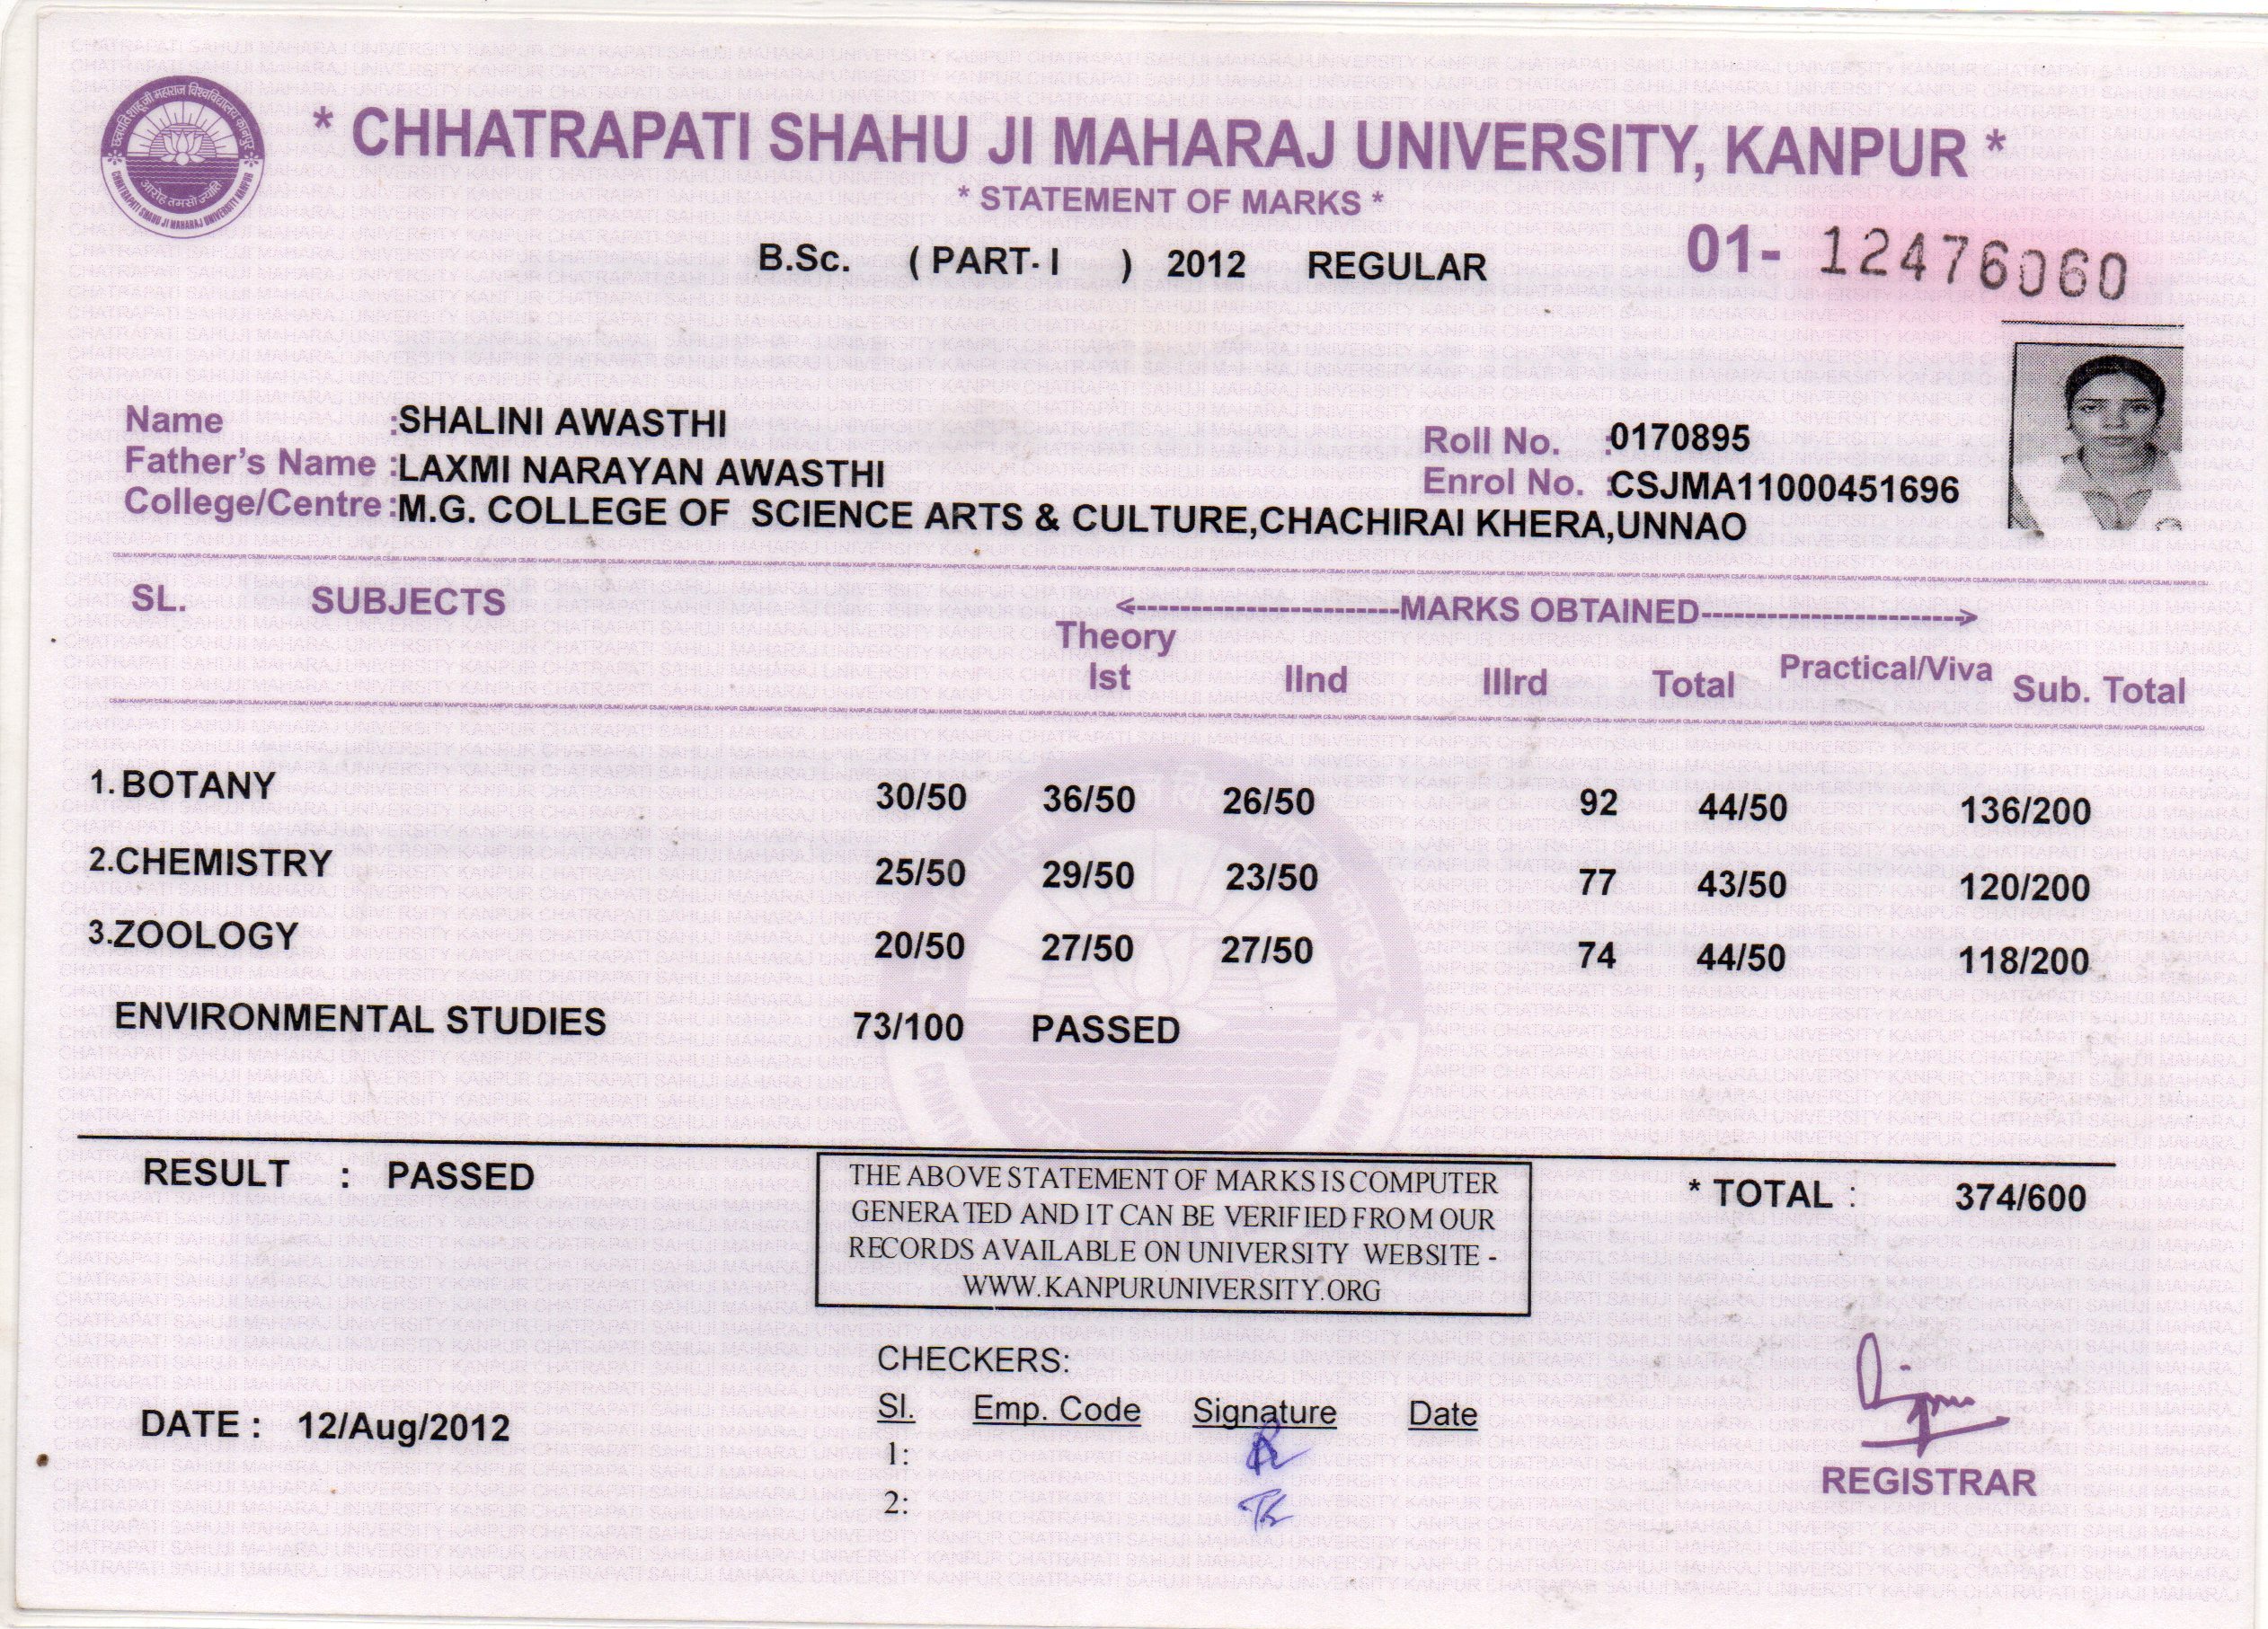 * CHHATRAPATI SHAHU JI MAHARAJ UNIVERSITY, KANPUR *
* STATEMENT OF MARKS *
B.Sc. ( PART- I ) 2012 REGULAR
01- 12476060
छत्रपति शाहू जी महाराज विश्वविद्यालय कानपुर
आरोह तमसो ज्योति
CHHATRAPATI SHAHU JI MAHARAJ UNIVERSITY KANPUR
Name :SHALINI AWASTHI
Father's Name :LAXMI NARAYAN AWASTHI
College/Centre :M.G. COLLEGE OF SCIENCE ARTS & CULTURE,CHACHIRAI KHERA,UNNAO
Roll No. :0170895
Enrol No. :CSJMA11000451696
SL. SUBJECTS <------------------------MARKS OBTAINED------------------------>
Theory
Ist IInd IIIrd Total Practical/Viva Sub. Total
1. BOTANY 30/50 36/50 26/50 92 44/50 136/200
2.CHEMISTRY 25/50 29/50 23/50 77 43/50 120/200
3.ZOOLOGY 20/50 27/50 27/50 74 44/50 118/200
ENVIRONMENTAL STUDIES 73/100 PASSED
RESULT : PASSED
THE ABOVE STATEMENT OF MARKS IS COMPUTER
GENERATED AND IT CAN BE VERIFIED FROM OUR
RECORDS AVAILABLE ON UNIVERSITY WEBSITE -
WWW.KANPURUNIVERSITY.ORG
* TOTAL : 374/600
CHECKERS:
Sl. Emp. Code Signature Date
1:
2:
DATE : 12/Aug/2012
REGISTRAR